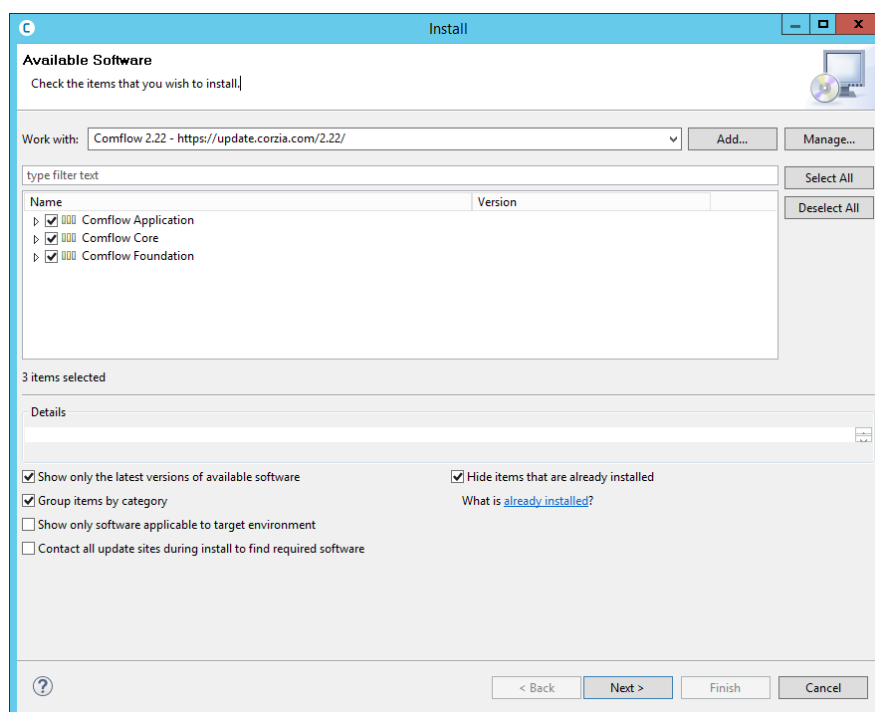 C
Install
Available Software
Check the items that you wish to install.
Work with: Comflow 2.22 - https://update.corzia.com/2.22/ Add... Manage...
type filter text Select All
Name Version Deselect All
Comflow Application
Comflow Core
Comflow Foundation
3 items selected
Details
Show only the latest versions of available software Hide items that are already installed
Group items by category What is already installed?
Show only software applicable to target environment
Contact all update sites during install to find required software
? < Back Next > Finish Cancel